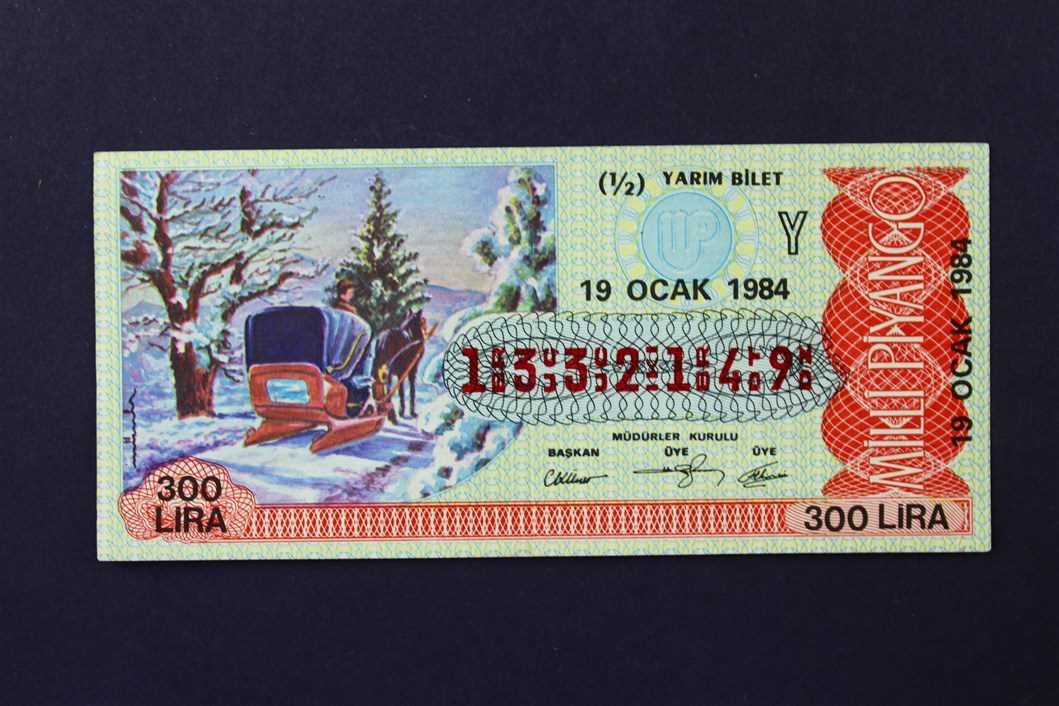 (½) YARIM BİLET
MP
Y
19 OCAK 1984
1332149
MÜDÜRLER KURULU
BAŞKAN ÜYE ÜYE
300
LİRA
300 LİRA
MİLLİ PİYANGO
19 OCAK 1984